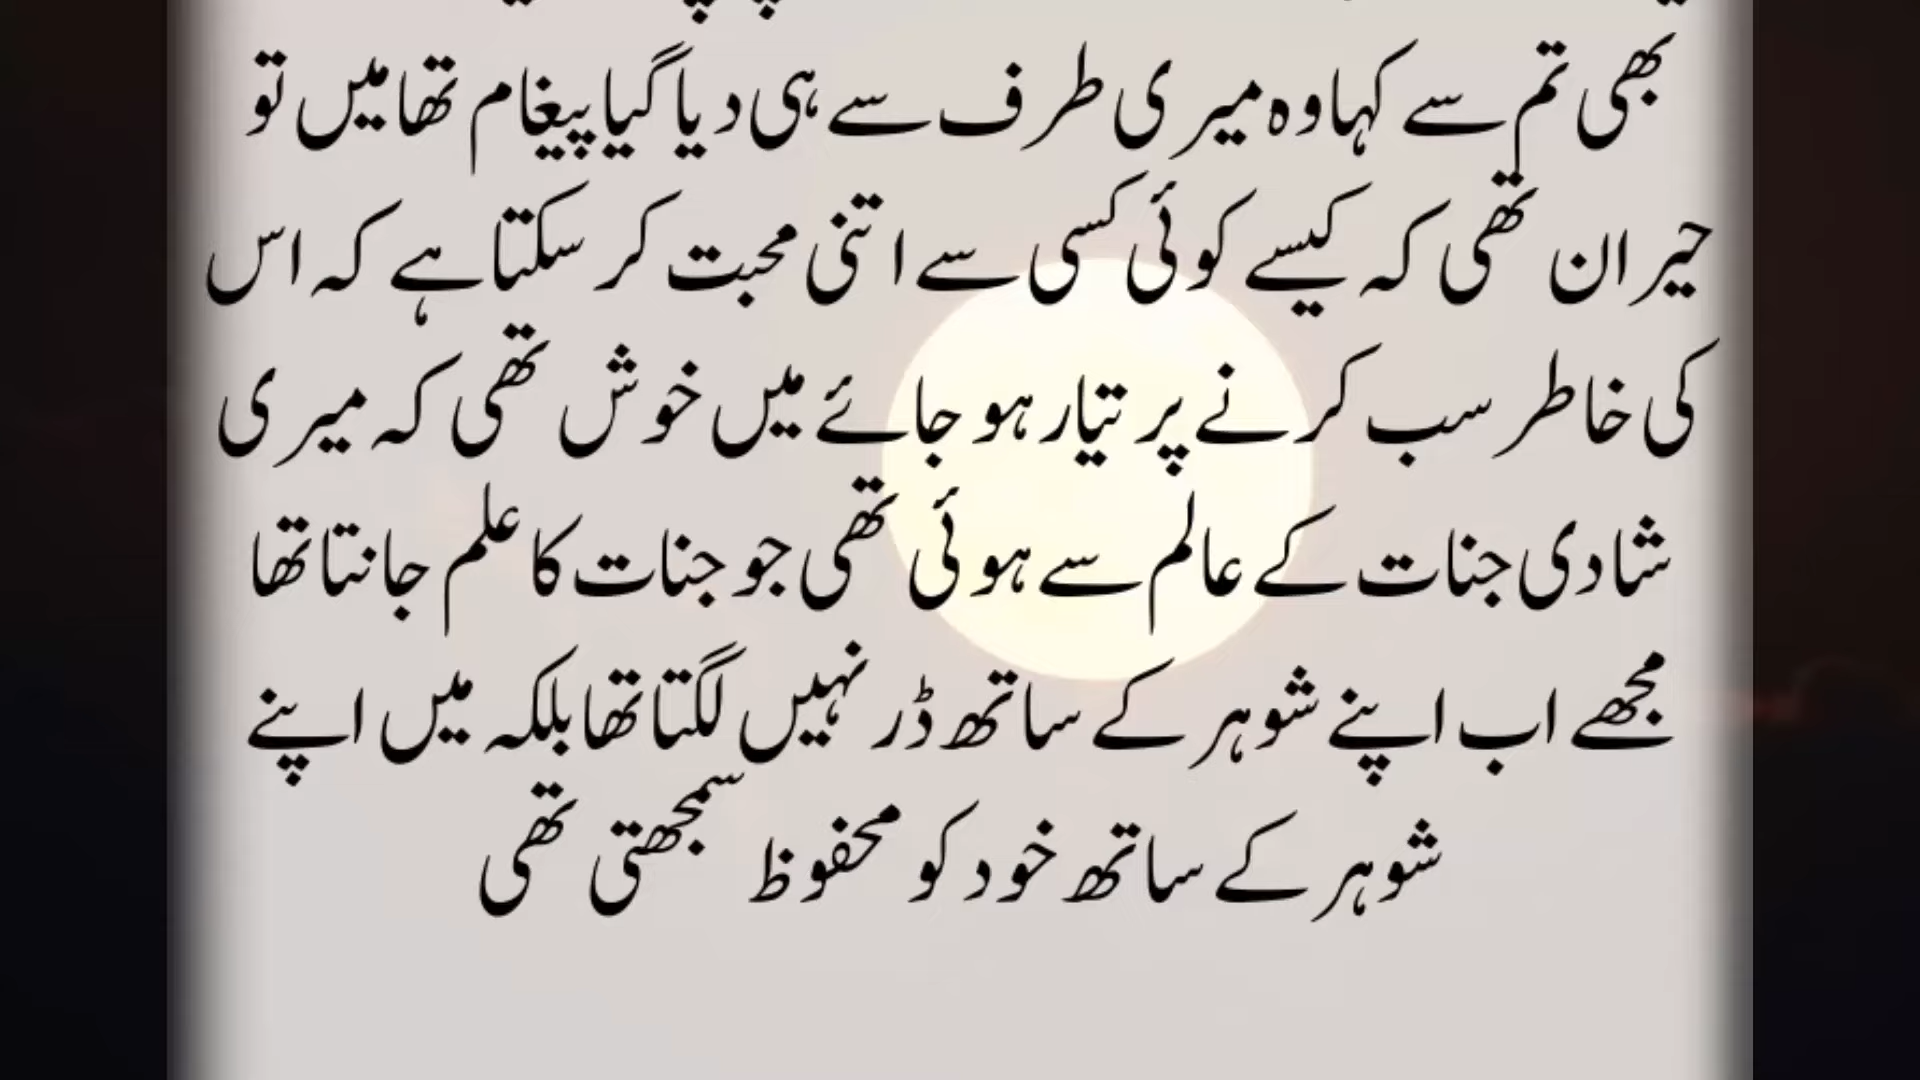 بھی تم سے کہا وہ میری طرف سے ہی دیا گیا پیغام تھا میں تو
حیران تھی کہ کیسے کوئی کسی سے اتنی محبت کر سکتا ہے کہ اس
کی خاطر سب کرنے پر تیار ہو جائے میں خوش تھی کہ میری
شادی جنات کے عالم سے ہوئی تھی جو جنات کا علم جانتا تھا
مجھے اب اپنے شوہر کے ساتھ ڈر نہیں لگتا تھا بلکہ میں اپنے
شوہر کے ساتھ خود کو محفوظ سمجھتی تھی